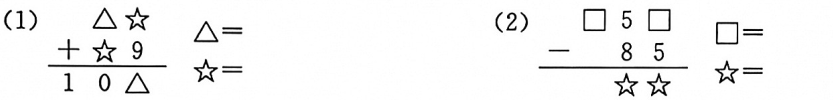 (1) △☆ △= (2) □5□ □=
+ ☆9 ☆= − 85 ☆=
10△ ☆☆